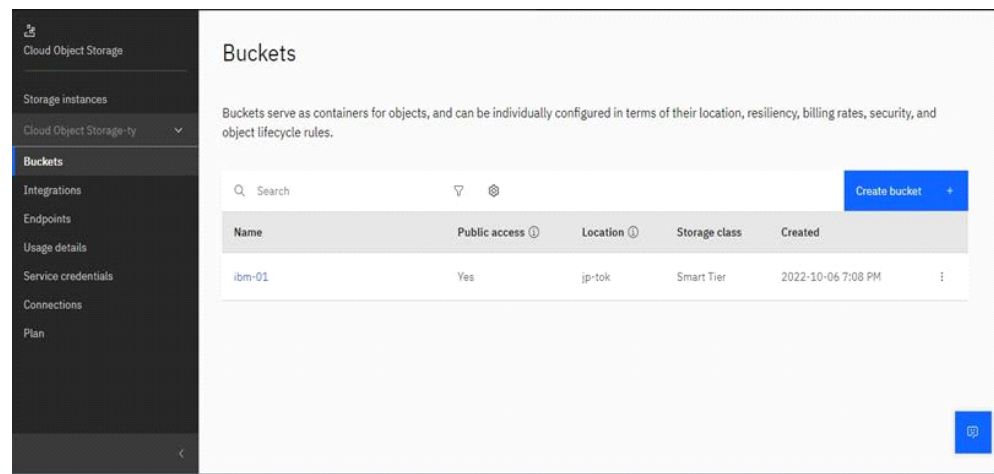 Cloud Object Storage
Storage instances
Cloud Object Storage-ty
Buckets
Integrations
Endpoints
Usage details
Service credentials
Connections
Plan
Buckets
Buckets serve as containers for objects, and can be individually configured in terms of their location, resiliency, billing rates, security, and
object lifecycle rules.
Search Create bucket +
Name Public access Location Storage class Created
ibm-01 Yes jp-tok Smart Tier 2022-10-06 7:08 PM